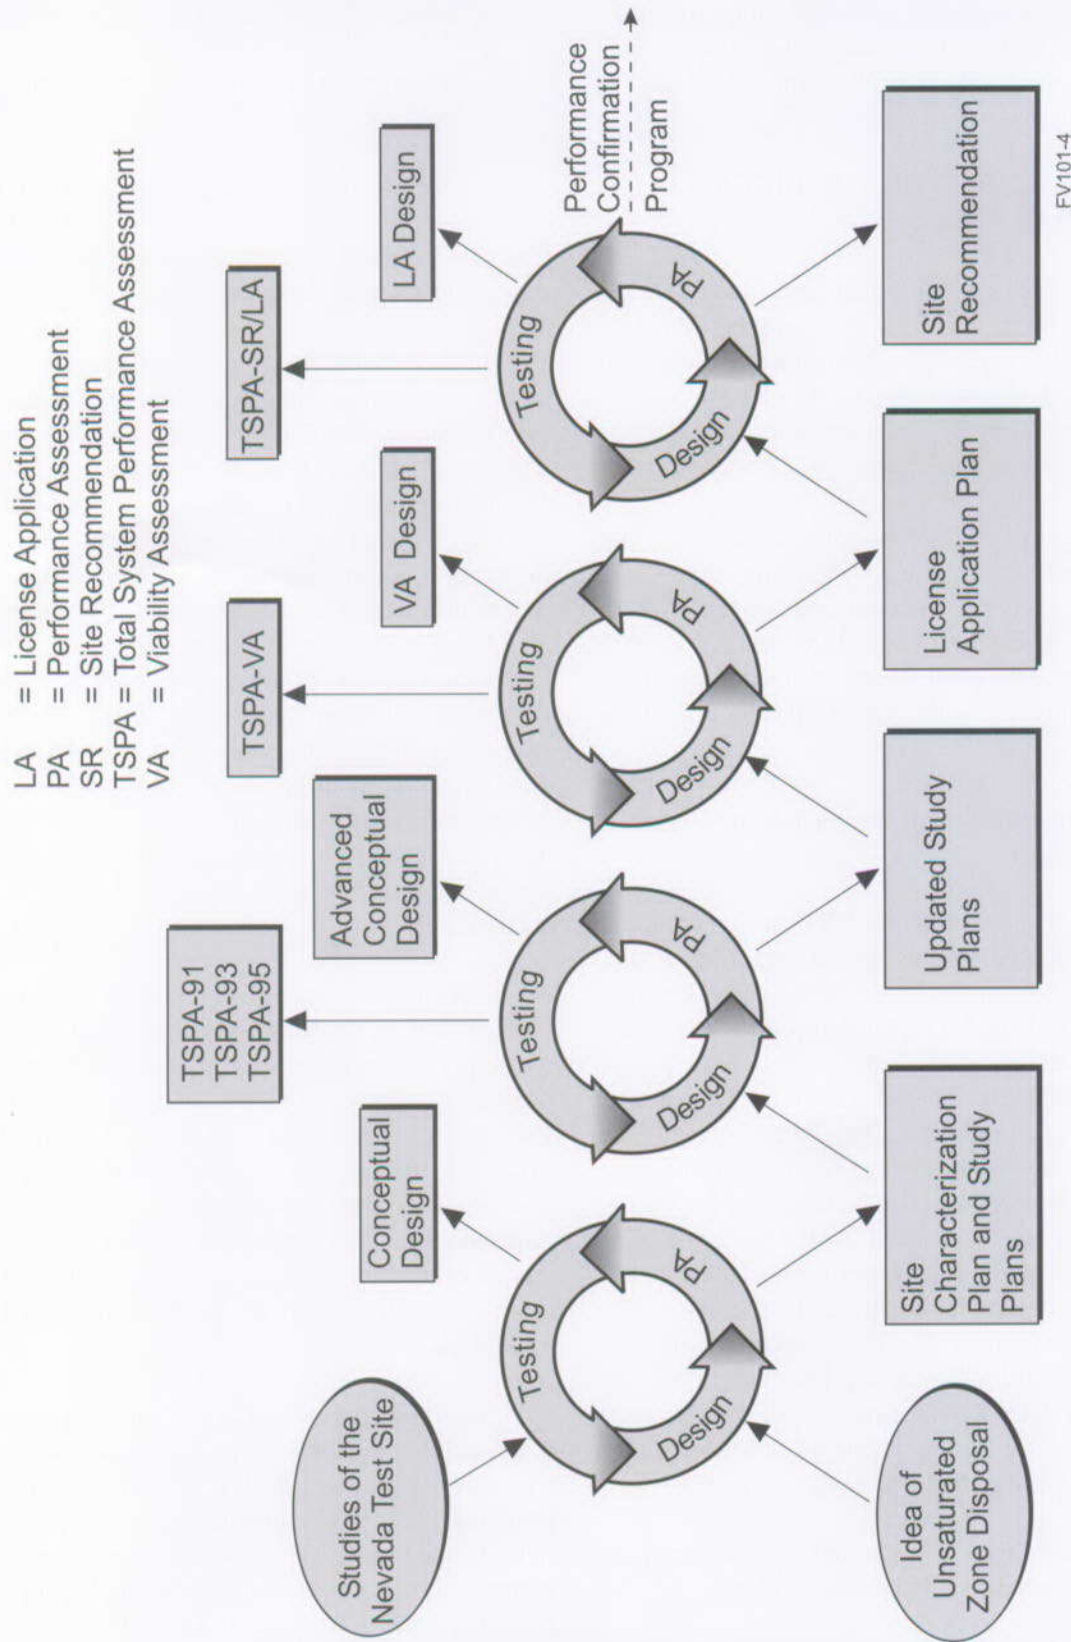 LA = License Application
PA = Performance Assessment
SR = Site Recommendation
TSPA = Total System Performance Assessment
VA = Viability Assessment
TSPA-91
TSPA-93
TSPA-95
TSPA-VA
TSPA-SR/LA
Conceptual
Design
Advanced
Conceptual
Design
VA Design
LA Design
Studies of the
Nevada Test Site
Testing
PA
Design
Testing
PA
Design
Testing
PA
Design
Testing
PA
Design
Performance
Confirmation
Program
Idea of
Unsaturated
Zone Disposal
Site
Characterization
Plan and Study
Plans
Updated Study
Plans
License
Application Plan
Site
Recommendation
FV101-4